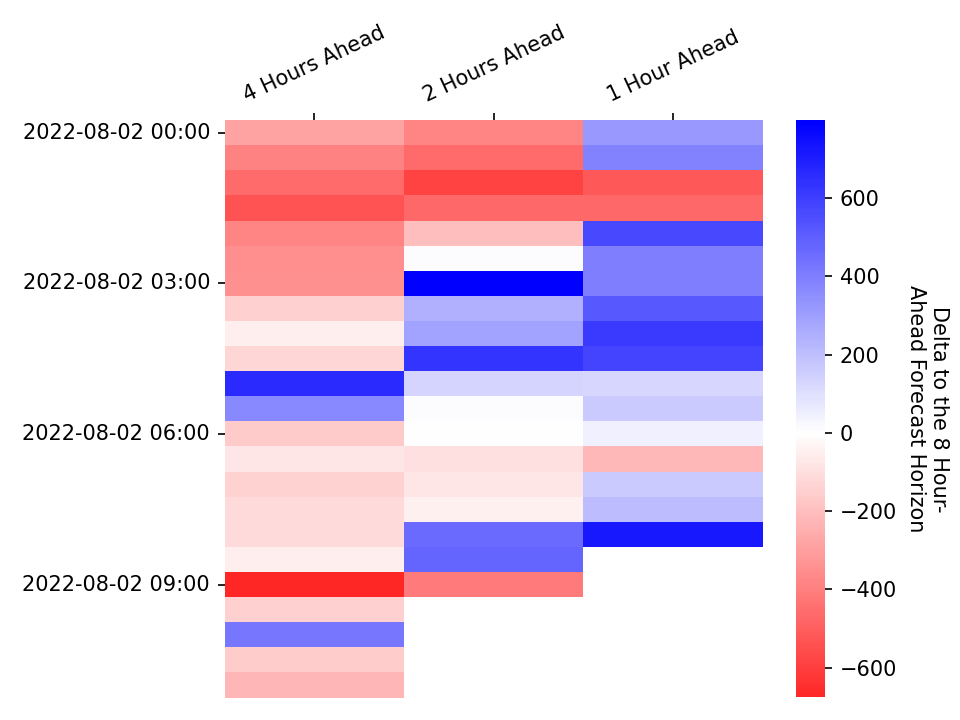 4 Hours Ahead
2 Hours Ahead
1 Hour Ahead
2022-08-02 00:00
2022-08-02 03:00
2022-08-02 06:00
2022-08-02 09:00
600
400
200
0
−200
−400
−600
Delta to the 8 Hour-
Ahead Forecast Horizon